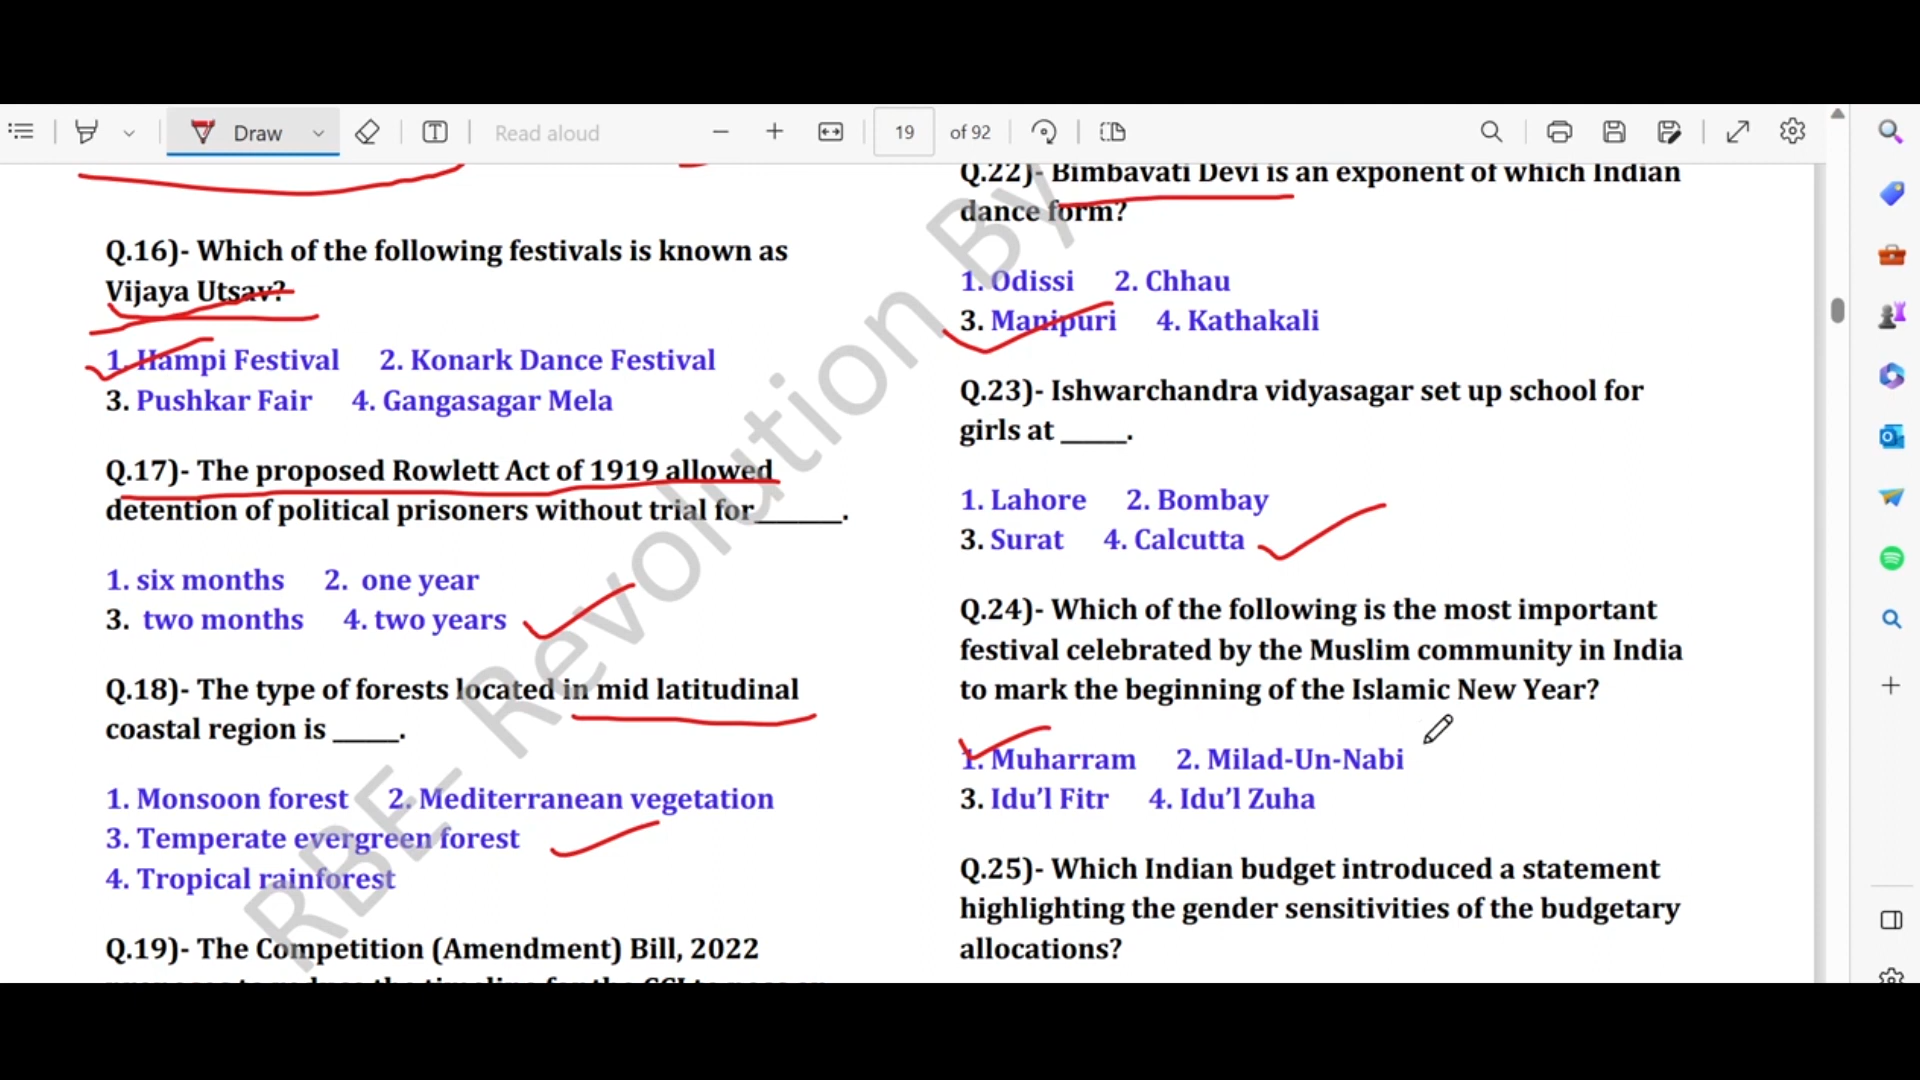 Draw
Read aloud
19
of 92
Q.16)- Which of the following festivals is known as
Vijaya Utsav?
1. Hampi Festival 2. Konark Dance Festival
3. Pushkar Fair 4. Gangasagar Mela
Q.17)- The proposed Rowlett Act of 1919 allowed
detention of political prisoners without trial for______.
1. six months 2. one year
3. two months 4. two years
Q.18)- The type of forests located in mid latitudinal
coastal region is _____.
1. Monsoon forest 2. Mediterranean vegetation
3. Temperate evergreen forest
4. Tropical rainforest
Q.19)- The Competition (Amendment) Bill, 2022
Q.22)- Bimbavati Devi is an exponent of which Indian
dance form?
1. Odissi 2. Chhau
3. Manipuri 4. Kathakali
Q.23)- Ishwarchandra vidyasagar set up school for
girls at _____.
1. Lahore 2. Bombay
3. Surat 4. Calcutta
Q.24)- Which of the following is the most important
festival celebrated by the Muslim community in India
to mark the beginning of the Islamic New Year?
1. Muharram 2. Milad-Un-Nabi
3. Idu’l Fitr 4. Idu’l Zuha
Q.25)- Which Indian budget introduced a statement
highlighting the gender sensitivities of the budgetary
allocations?
RBE- Revolution By